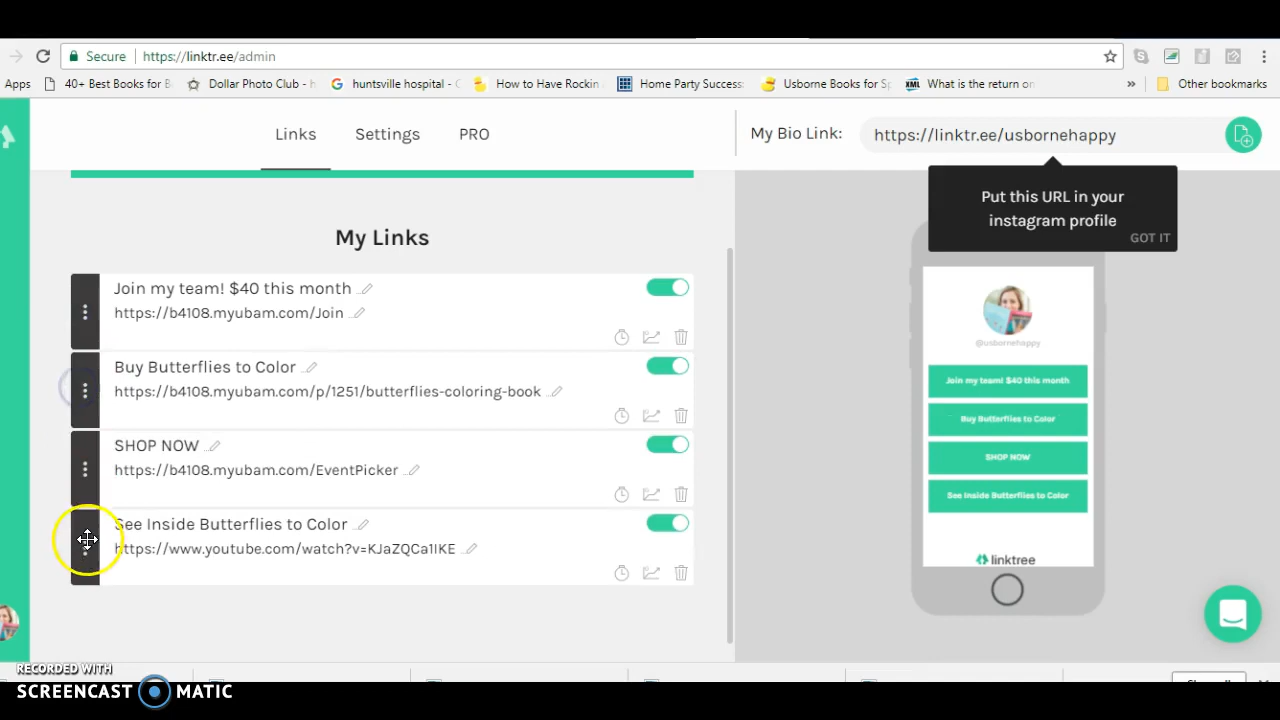 Secure https://linktr.ee/admin
Apps 40+ Best Books for B Dollar Photo Club - h huntsville hospital - G How to Have Rockin Home Party Success: Usborne Books for Sp XML What is the return on » Other bookmarks
Links Settings PRO My Bio Link: https://linktr.ee/usbornehappy
Put this URL in your
instagram profile
GOT IT
My Links
Join my team! $40 this month
https://b4108.myubam.com/Join
Buy Butterflies to Color
https://b4108.myubam.com/p/1251/butterflies-coloring-book
SHOP NOW
https://b4108.myubam.com/EventPicker
See Inside Butterflies to Color
https://www.youtube.com/watch?v=KJaZQCa1IKE
@usbornehappy
Join my team! $40 this month
Buy Butterflies to Color
SHOP NOW
See Inside Butterflies to Color
linktree
RECORDED WITH
SCREENCAST MATIC